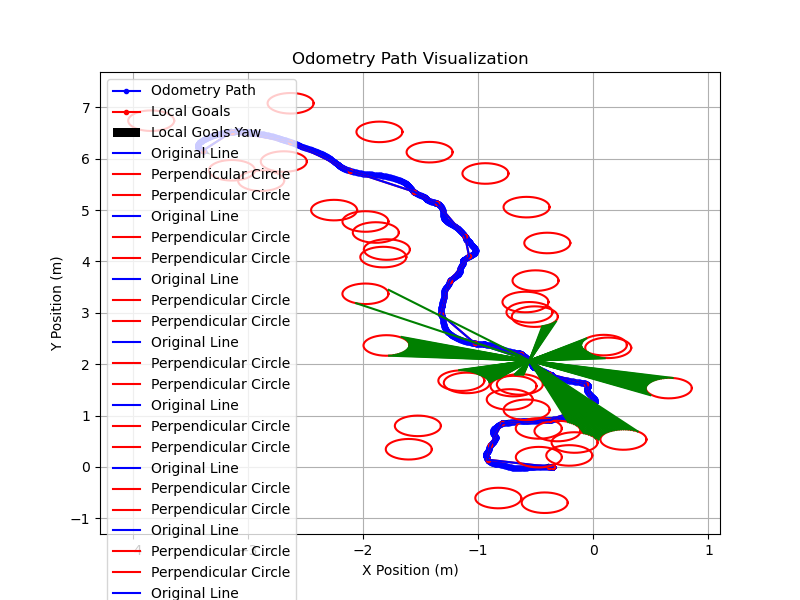 Odometry Path Visualization
Y Position (m)
7
6
5
4
3
2
1
0
−1
Odometry Path
Local Goals
Local Goals Yaw
Original Line
Perpendicular Circle
Perpendicular Circle
Original Line
Perpendicular Circle
Perpendicular Circle
Original Line
Perpendicular Circle
Perpendicular Circle
Original Line
Perpendicular Circle
Perpendicular Circle
Original Line
Perpendicular Circle
Perpendicular Circle
Original Line
Perpendicular Circle
Perpendicular Circle
Original Line
Perpendicular Circle
Perpendicular Circle
Original Line
−4 −3 −2 −1 0 1
X Position (m)